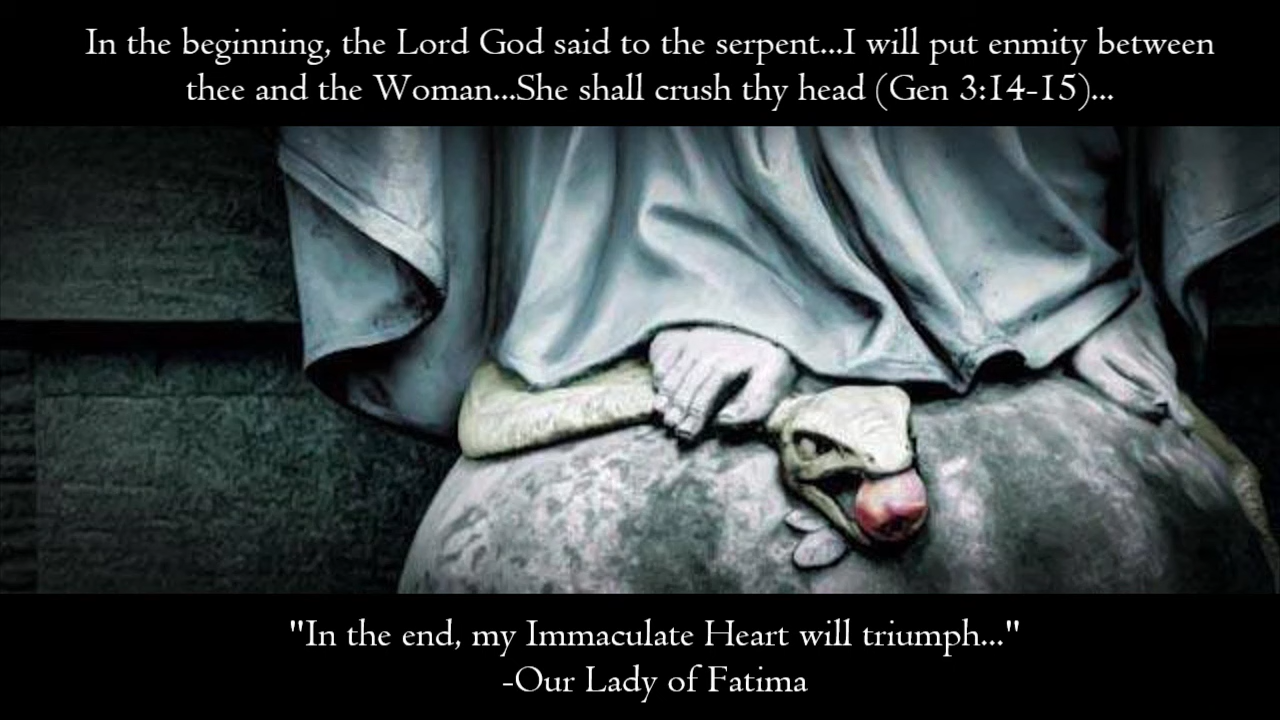 In the beginning, the Lord God said to the serpent...I will put enmity between
thee and the Woman...She shall crush thy head (Gen 3:14-15)...
"In the end, my Immaculate Heart will triumph..."
-Our Lady of Fatima